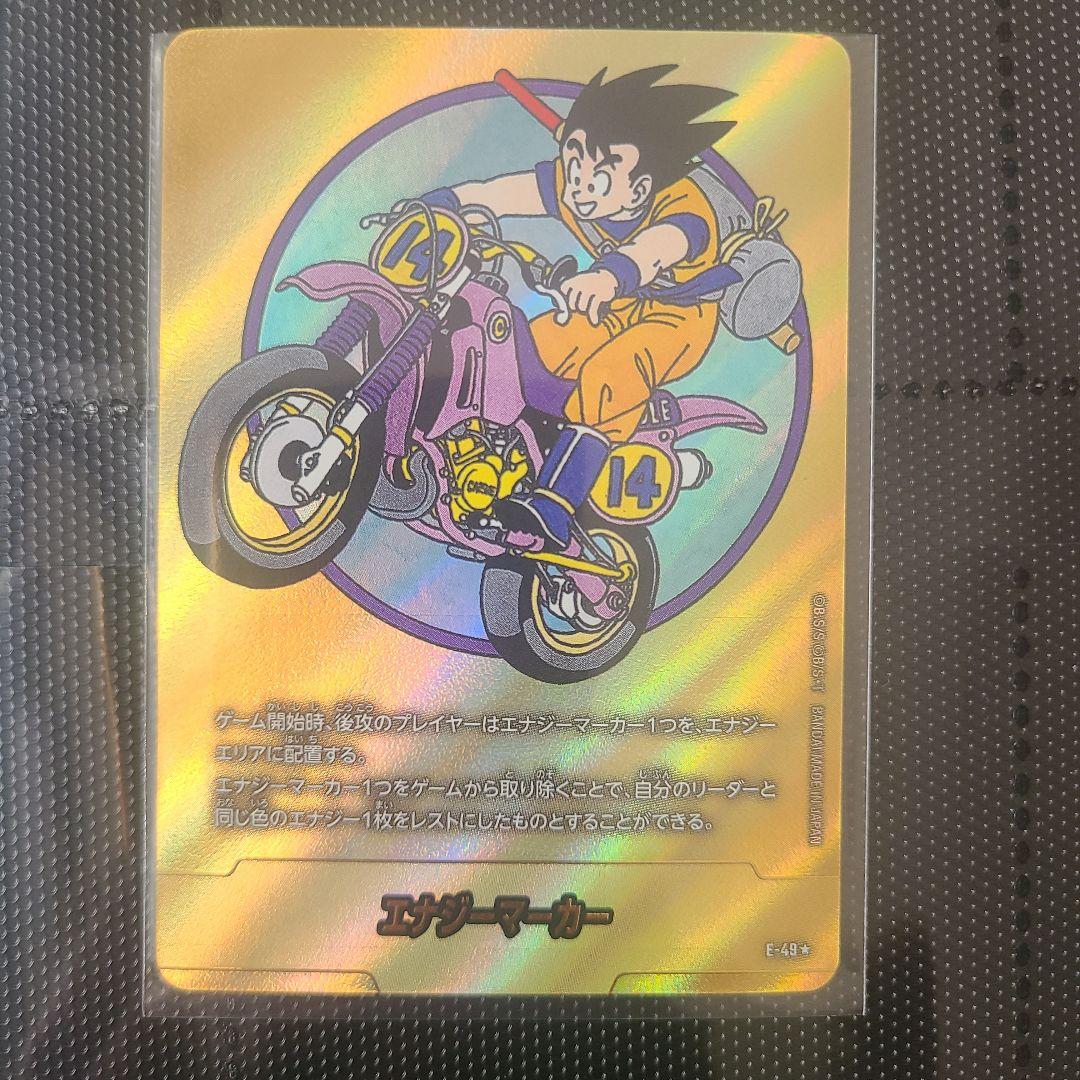 14
LE
14
ゲーム開始時、後攻のプレイヤーはエナジーマーカー1つを、エナジー
エリアに配置する。
エナジーマーカー1つをゲームから取り除くことで、自分のリーダーと
同じ色のエナジー1枚をレストにしたものとすることができる。
©B/S/S ©B/S・T BANDAI MADE IN JAPAN
エナジーマーカー
E-49★